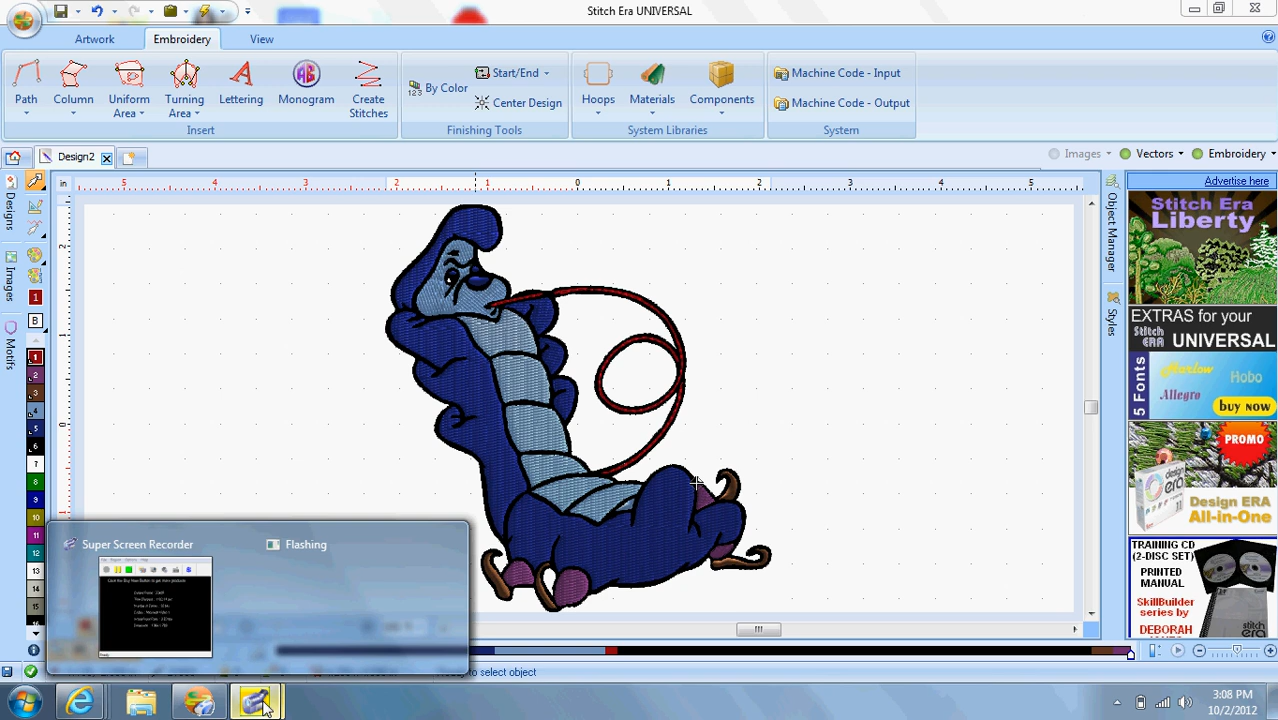 Stitch Era UNIVERSAL
Artwork
Embroidery
View
Path
Column
Uniform Area
Turning Area
Lettering
Monogram
Create Stitches
Insert
By Color
Start/End
Center Design
Finishing Tools
Hoops
Materials
Components
System Libraries
Machine Code - Input
Machine Code - Output
System
Design2
Images
Vectors
Embroidery
in
5 4 3 2 1 0 1 2 3 4 5
Designs
Images
Motifs
Object Manager
Styles
Advertise here
Stitch Era
Liberty
EXTRAS for your
Stitch ERA UNIVERSAL
5 Fonts
Harlow
Hobo
Allegro
buy now
PROMO
Design ERA
All-in-One
TRAINING CD
(2-DISC SET)
PRINTED
MANUAL
SkillBuilder
Series by
DEBORAH
Super Screen Recorder
Flashing
Ready to select object
3:08 PM
10/2/2012